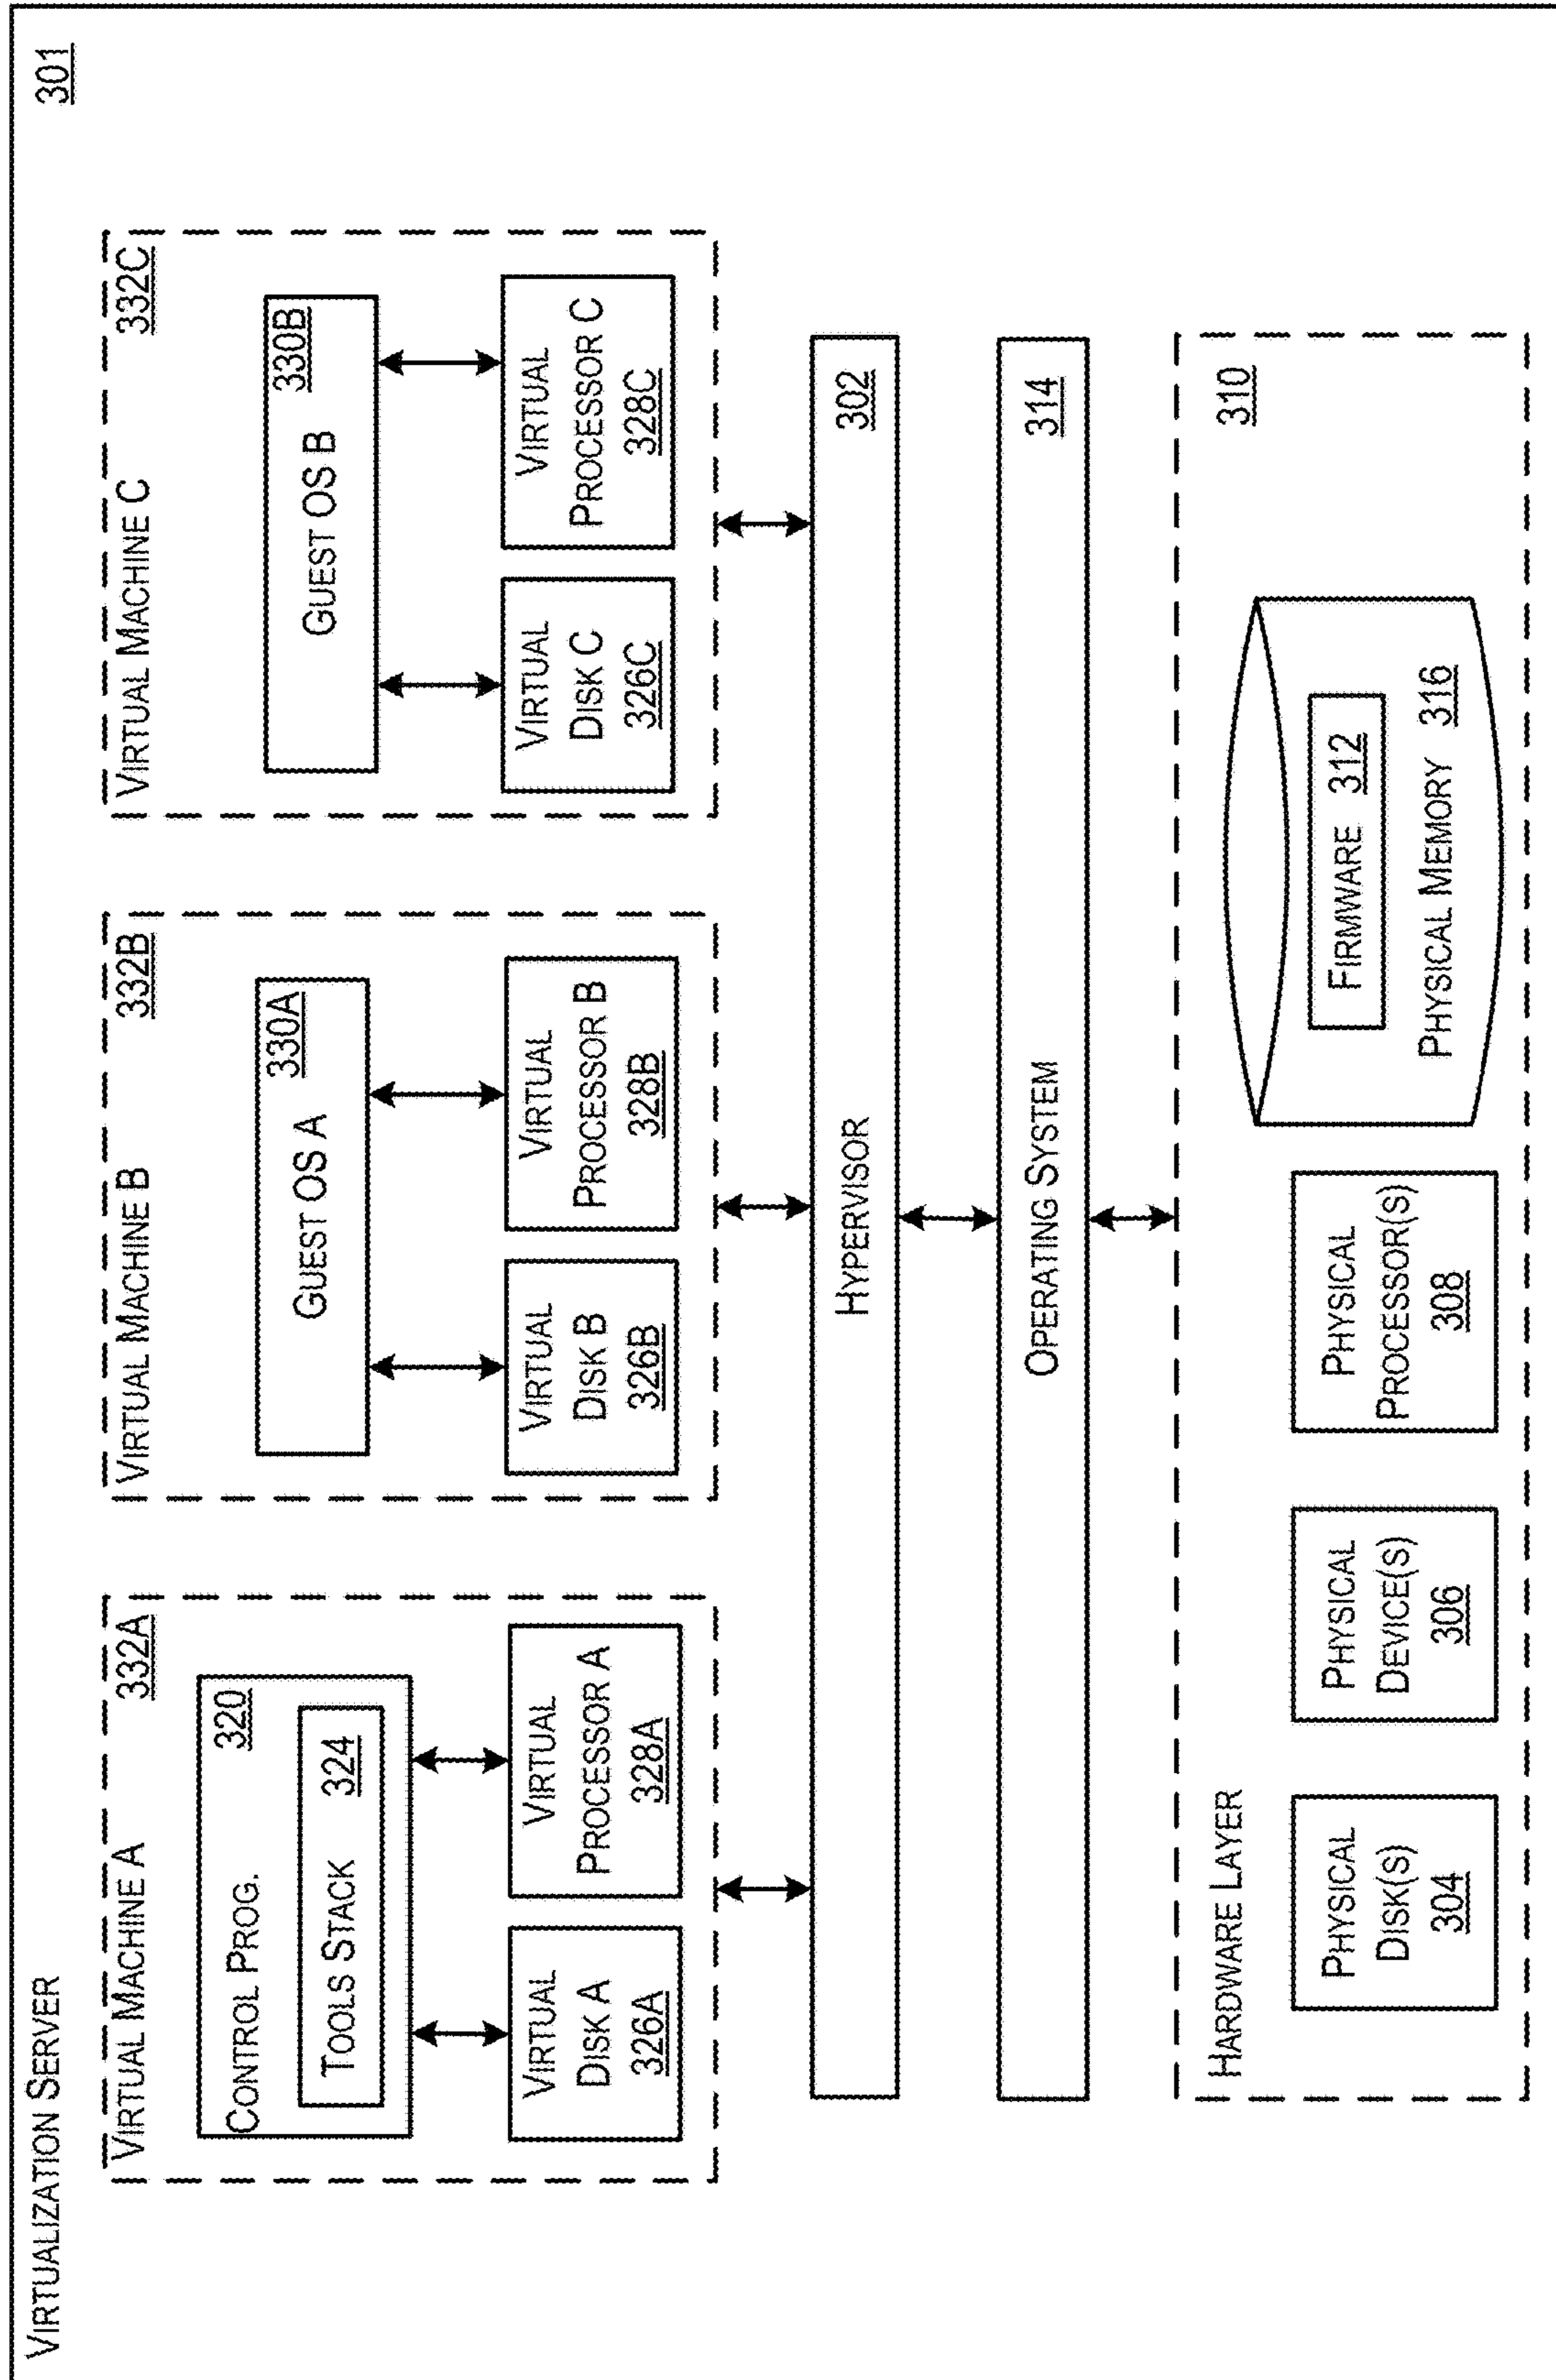 VIRTUALIZATION SERVER
301
VIRTUAL MACHINE A
332A
CONTROL PROG.
320
TOOLS STACK 324
VIRTUAL
DISK A
326A
VIRTUAL
PROCESSOR A
328A
VIRTUAL MACHINE B
332B
GUEST OS A
330A
VIRTUAL
DISK B
326B
VIRTUAL
PROCESSOR B
328B
VIRTUAL MACHINE C
332C
GUEST OS B
330B
VIRTUAL
DISK C
326C
VIRTUAL
PROCESSOR C
328C
HYPERVISOR
302
OPERATING SYSTEM
314
HARDWARE LAYER
310
PHYSICAL
DISK(S)
304
PHYSICAL
DEVICE(S)
306
PHYSICAL
PROCESSOR(S)
308
FIRMWARE 312
PHYSICAL MEMORY 316